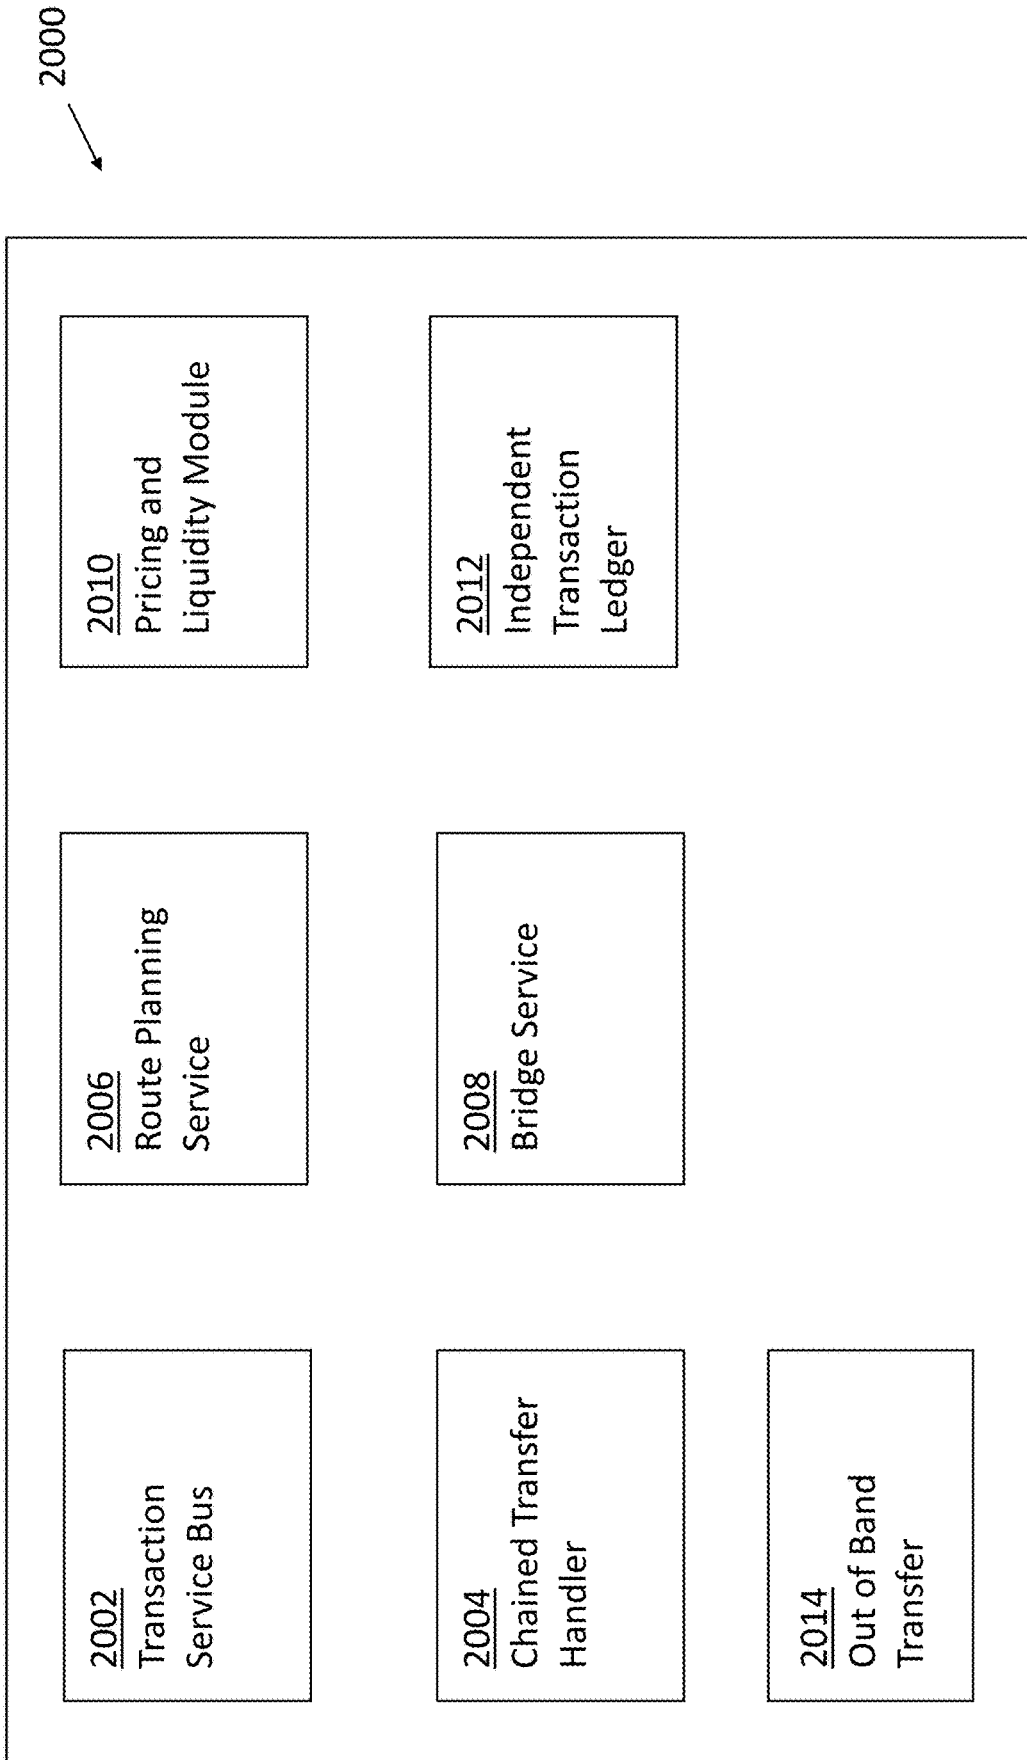 2000
2002
Transaction
Service Bus
2006
Route Planning
Service
2010
Pricing and
Liquidity Module
2004
Chained Transfer
Handler
2008
Bridge Service
2012
Independent
Transaction
Ledger
2014
Out of Band
Transfer